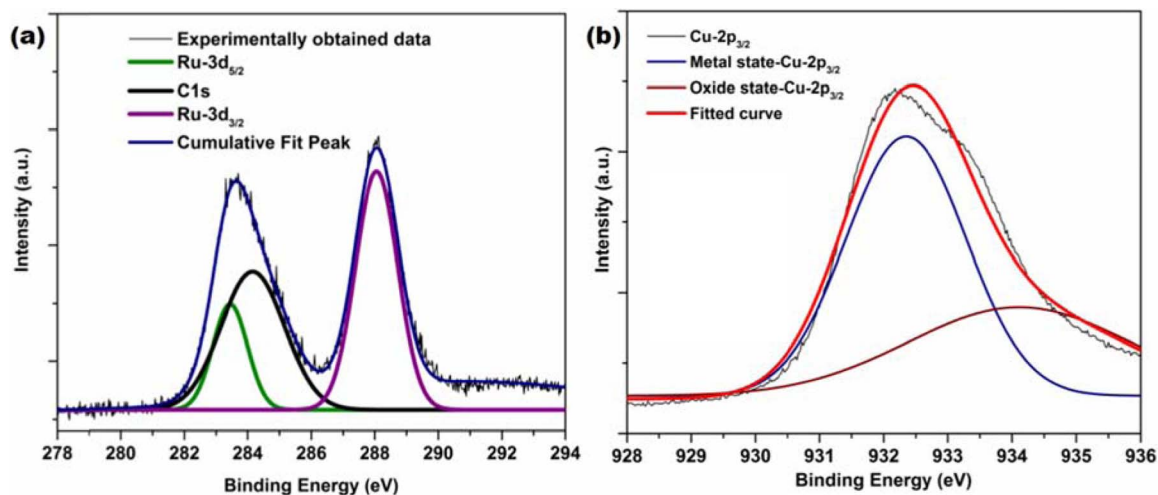 (a)
Experimentally obtained data
Ru-3d5/2
C1s
Ru-3d3/2
Cumulative Fit Peak
Intensity (a.u.)
278 280 282 284 286 288 290 292 294
Binding Energy (eV)
(b)
Cu-2p3/2
Metal state-Cu-2p3/2
Oxide state-Cu-2p3/2
Fitted curve
Intensity (a.u.)
928 929 930 931 932 933 934 935 936
Binding Energy (eV)